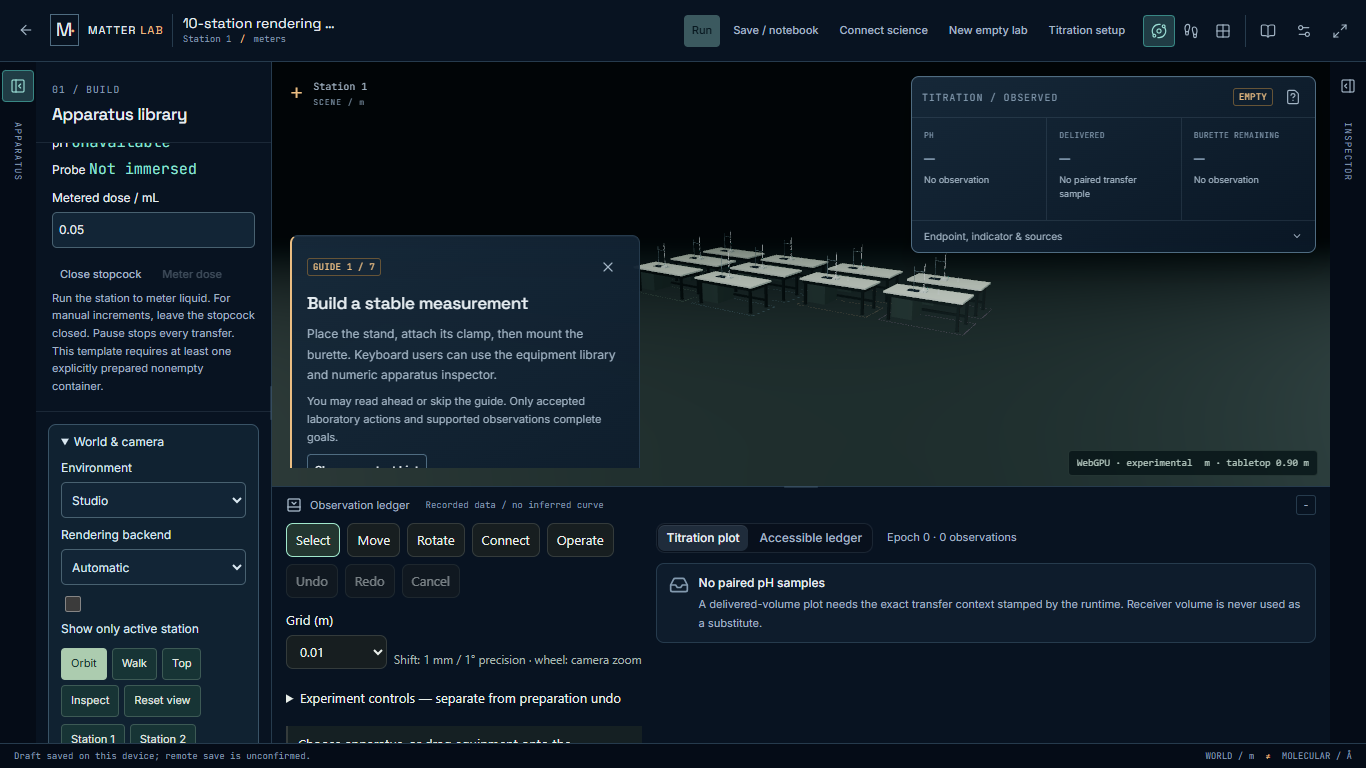 M
MATTER LAB
10-station rendering ...
Station 1 / meters
Run
Save / notebook
Connect science
New empty lab
Titration setup
APPARATUS
01 / BUILD
Apparatus library
pH Unavailable
Probe Not immersed
Metered dose / mL
0.05
Close stopcock
Meter dose
Run the station to meter liquid. For
manual increments, leave the stopcock
closed. Pause stops every transfer.
This template requires at least one
explicitly prepared nonempty
container.
World & camera
Environment
Studio
Rendering backend
Automatic
Show only active station
Orbit
Walk
Top
Inspect
Reset view
Station 1
Station 2
Station 1
SCENE / m
GUIDE 1 / 7
Build a stable measurement
Place the stand, attach its clamp, then mount the
burette. Keyboard users can use the equipment library
and numeric apparatus inspector.
You may read ahead or skip the guide. Only accepted
laboratory actions and supported observations complete
goals.
TITRATION / OBSERVED
EMPTY
PH
—
No observation
DELIVERED
—
No paired transfer
sample
BURETTE REMAINING
—
No observation
Endpoint, indicator & sources
WebGPU · experimental m · tabletop 0.90 m
INSPECTOR
Observation ledger
Recorded data / no inferred curve
-
Select
Move
Rotate
Connect
Operate
Undo
Redo
Cancel
Grid (m)
0.01
Shift: 1 mm / 1° precision · wheel: camera zoom
Experiment controls — separate from preparation undo
Titration plot
Accessible ledger
Epoch 0 · 0 observations
No paired pH samples
A delivered-volume plot needs the exact transfer context stamped by the runtime. Receiver volume is never used as
a substitute.
Draft saved on this device; remote save is unconfirmed.
WORLD / m ≠ MOLECULAR / Å